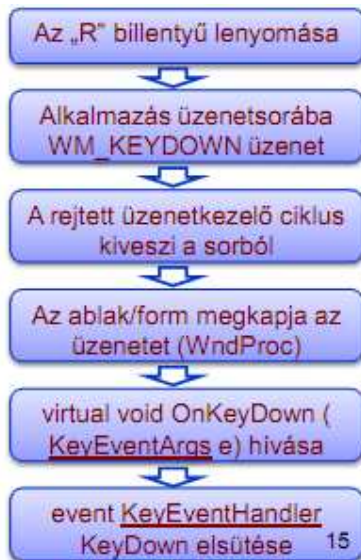 Az „R” billentyű lenyomása
Alkalmazás üzenetsorába
WM_KEYDOWN üzenet
A rejtett üzenetkezelő ciklus
kiveszi a sorból
Az ablak/form megkapja az
üzenetet (WndProc)
virtual void OnKeyDown (
KeyEventArgs e) hívása
event KeyEventHandler
KeyDown elsütése
15